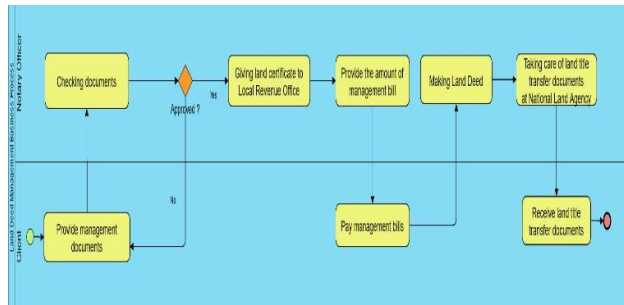 Land Deed Management Business Process
Notary Officer
Checking documents
Approved ?
Yes
No
Giving land certificate to
Local Revenue Office
Provide the amount of
management bill
Making Land Deed
Taking care of land title
transfer documents
at National Land Agency
Client
Provide management
documents
Pay management bills
Receive land title
transfer documents